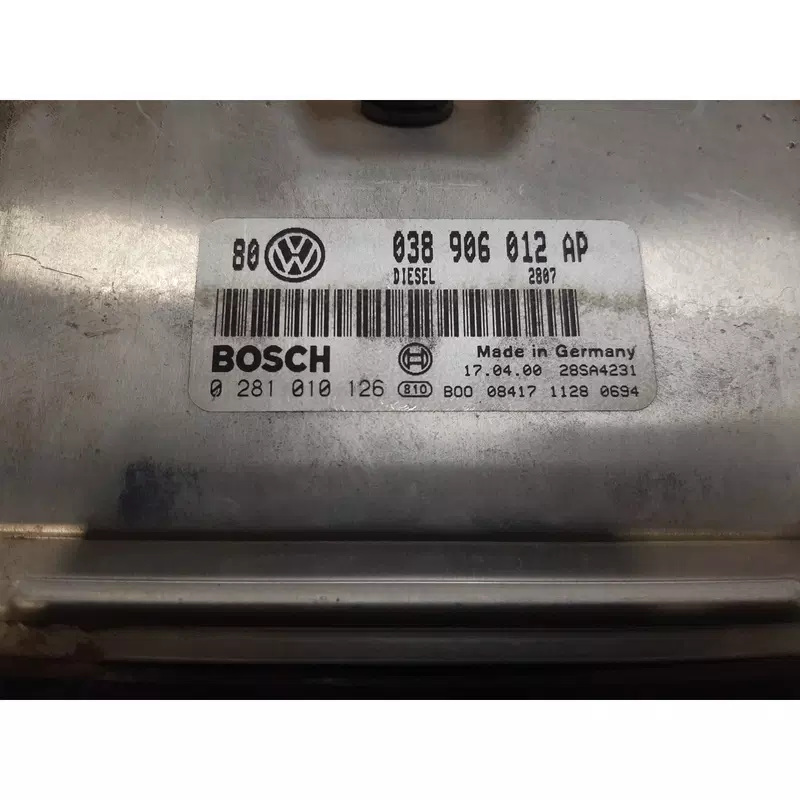 80 VW 038 906 012 AP
DIESEL 2807
BOSCH Made in Germany
17.04.00 28SA4231
0 281 010 126 810 B00 08417 1128 0694